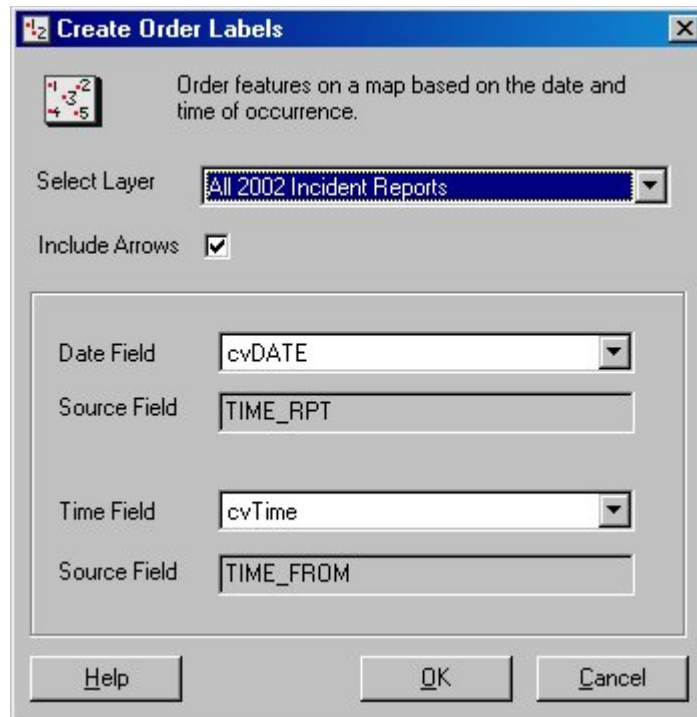 Create Order Labels
Order features on a map based on the date and
time of occurrence.
Select Layer All 2002 Incident Reports
Include Arrows
Date Field cvDATE
Source Field TIME_RPT
Time Field cvTime
Source Field TIME_FROM
Help OK Cancel